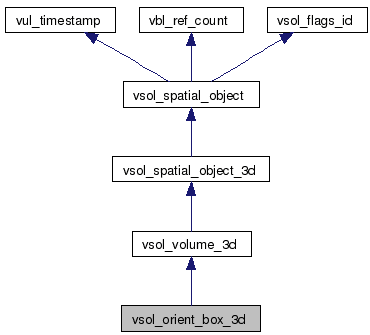 vul_timestamp vbl_ref_count vsol_flags_id
vsol_spatial_object
vsol_spatial_object_3d
vsol_volume_3d
vsol_orient_box_3d